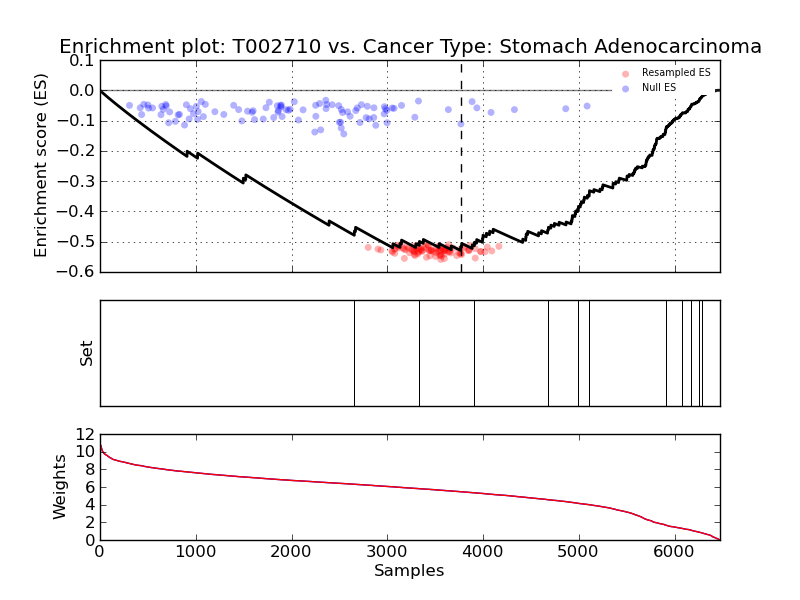 Enrichment plot: T002710 vs. Cancer Type: Stomach Adenocarcinoma
Enrichment score (ES)
0.1
0.0
−0.1
−0.2
−0.3
−0.4
−0.5
−0.6
Resampled ES
Null ES
Set
Weights
12
10
8
6
4
2
0
0 1000 2000 3000 4000 5000 6000
Samples